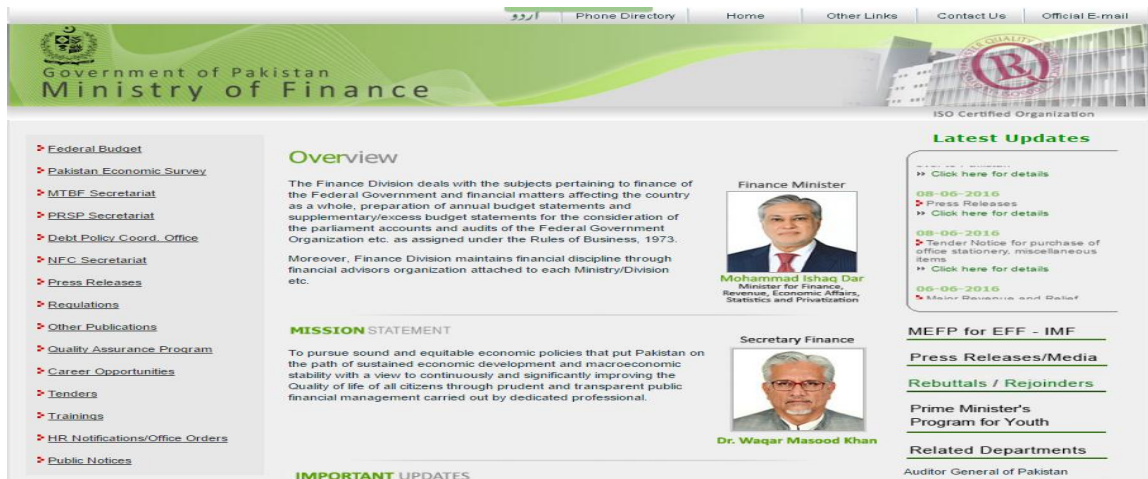 اردو
Phone Directory
Home
Other Links
Contact Us
Official E-mail
Government of Pakistan
Ministry of Finance
ISO Certified Organization
Federal Budget
Pakistan Economic Survey
MTBF Secretariat
PRSP Secretariat
Debt Policy Coord. Office
NFC Secretariat
Press Releases
Regulations
Other Publications
Quality Assurance Program
Career Opportunities
Tenders
Trainings
HR Notifications/Office Orders
Public Notices
Overview
The Finance Division deals with the subjects pertaining to finance of
the Federal Government and financial matters affecting the country
as a whole, preparation of annual budget statements and
supplementary/excess budget statements for the consideration of
the parliament accounts and audits of the Federal Government
Organization etc. as assigned under the Rules of Business, 1973.
Moreover, Finance Division maintains financial discipline through
financial advisors organization attached to each Ministry/Division
etc.
Finance Minister
Mohammad Ishaq Dar
Minister for Finance,
Revenue, Economic Affairs,
Statistics and Privatization
MISSION STATEMENT
To pursue sound and equitable economic policies that put Pakistan on
the path of sustained economic development and macroeconomic
stability with a view to continuously and significantly improving the
Quality of life of all citizens through prudent and transparent public
financial management carried out by dedicated professional.
Secretary Finance
Dr. Waqar Masood Khan
IMPORTANT UPDATES
Latest Updates
Click here for details
08-06-2016
Press Releases
Click here for details
08-06-2016
Tender Notice for purchase of
office stationery, miscellaneous
items
Click here for details
06-06-2016
Major Revenue and Relief
MEFP for EFF - IMF
Press Releases/Media
Rebuttals / Rejoinders
Prime Minister's
Program for Youth
Related Departments
Auditor General of Pakistan